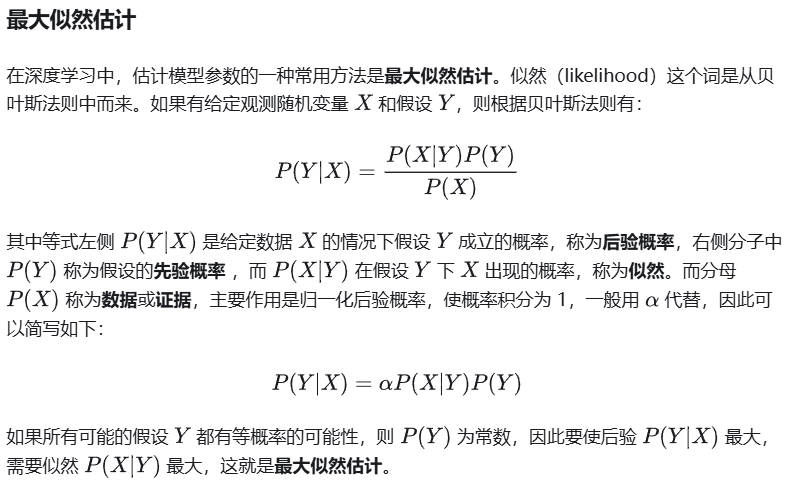 最大似然估计
在深度学习中，估计模型参数的一种常用方法是最大似然估计。似然（likelihood）这个词是从贝
叶斯法则中而来。如果有给定观测随机变量 X 和假设 Y，则根据贝叶斯法则有：
P(Y|X) = P(X|Y)P(Y) / P(X)
其中等式左侧 P(Y|X) 是给定数据 X 的情况下假设 Y 成立的概率，称为后验概率，右侧分子中
P(Y) 称为假设的先验概率 ，而 P(X|Y) 在假设 Y 下 X 出现的概率，称为似然。而分母
P(X) 称为数据或证据，主要作用是归一化后验概率，使概率积分为 1，一般用 α 代替，因此可
以简写如下：
P(Y|X) = αP(X|Y)P(Y)
如果所有可能的假设 Y 都有等概率的可能性，则 P(Y) 为常数，因此要使后验 P(Y|X) 最大，
需要似然 P(X|Y) 最大，这就是最大似然估计。